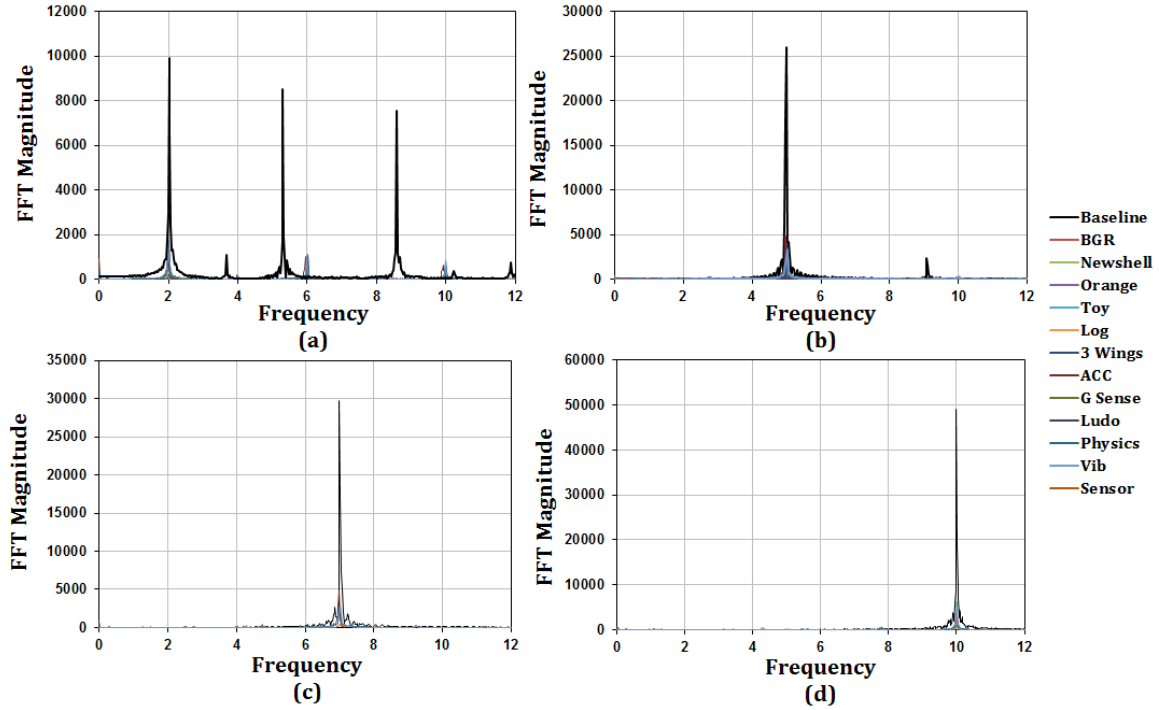 12000
10000
8000
6000
4000
2000
0
FFT Magnitude
0 2 4 6 8 10 12
Frequency
(a)
30000
25000
20000
15000
10000
5000
0
FFT Magnitude
0 2 4 6 8 10 12
Frequency
(b)
35000
30000
25000
20000
15000
10000
5000
0
FFT Magnitude
0 2 4 6 8 10 12
Frequency
(c)
60000
50000
40000
30000
20000
10000
0
FFT Magnitude
0 2 4 6 8 10 12
Frequency
(d)
Baseline
BGR
Newshell
Orange
Toy
Log
3 Wings
ACC
G Sense
Ludo
Physics
Vib
Sensor